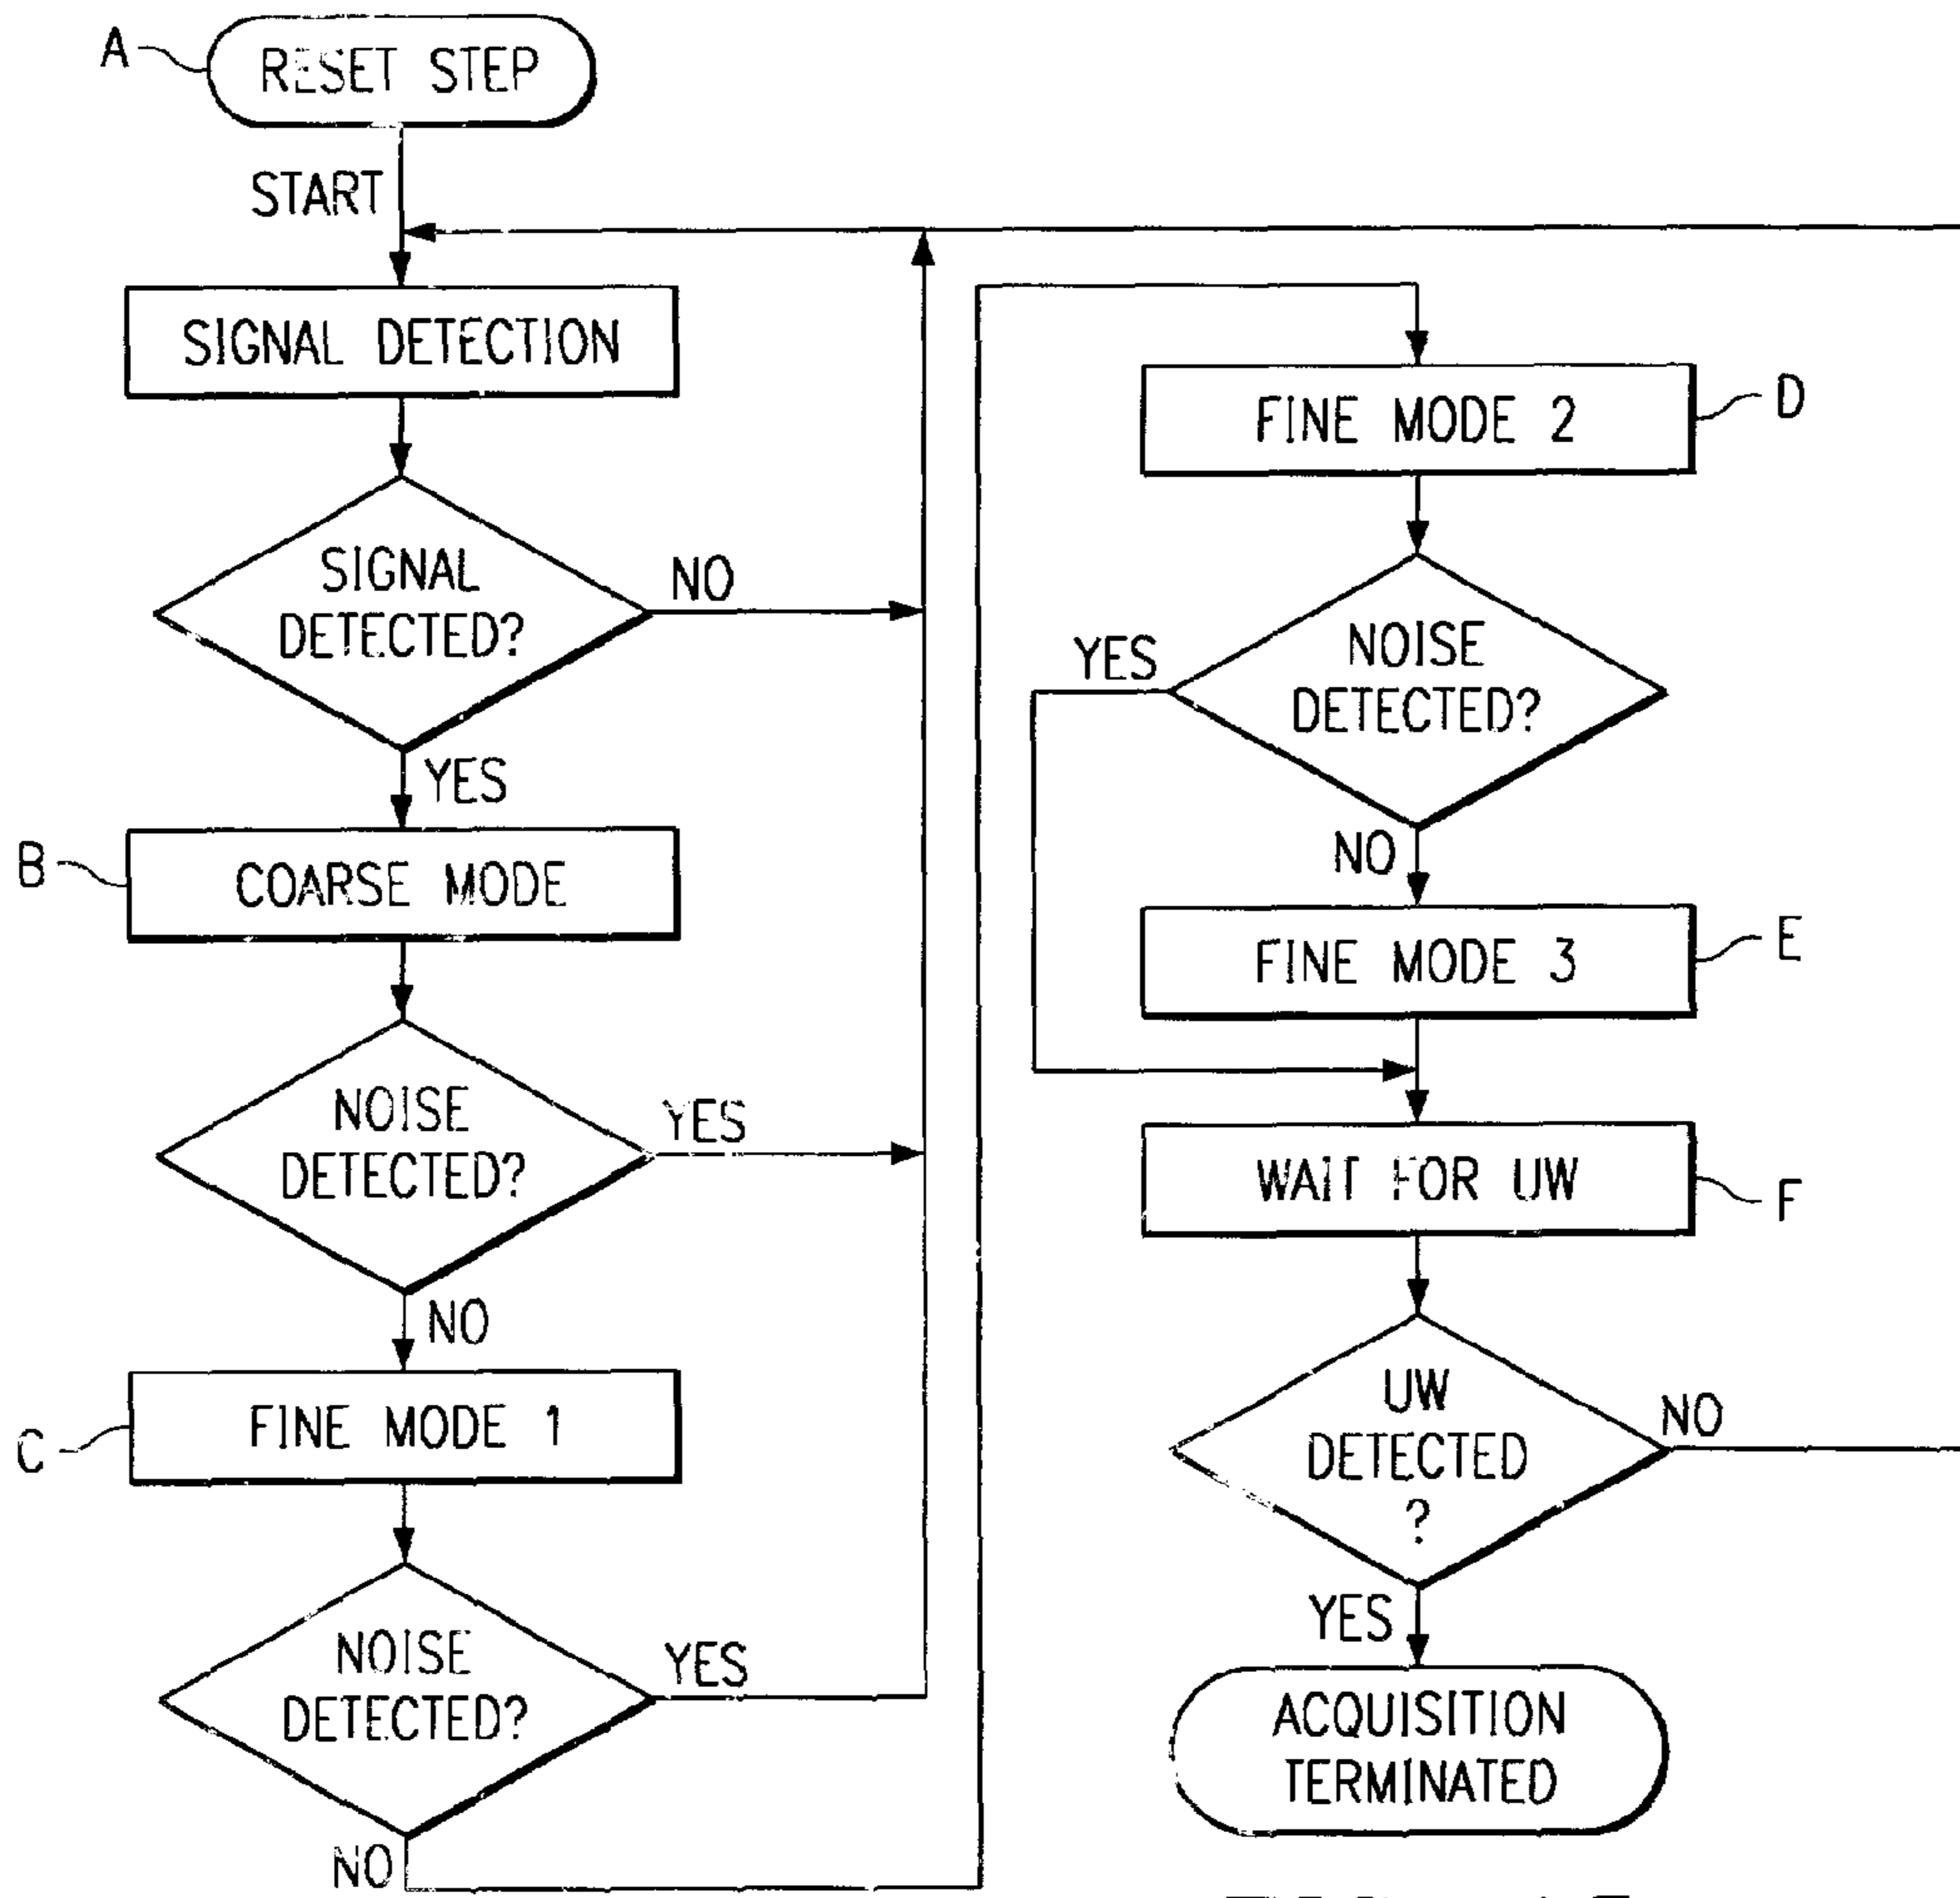 A
RESET STEP
START
SIGNAL DETECTION
SIGNAL
DETECTED?
NO
YES
B
COARSE MODE
NOISE
DETECTED?
YES
NO
C
FINE MODE 1
NOISE
DETECTED?
YES
NO
FINE MODE 2
D
NOISE
DETECTED?
YES
NO
FINE MODE 3
E
WAIT FOR UW
F
UW
DETECTED
?
NO
YES
ACQUISITION
TERMINATED